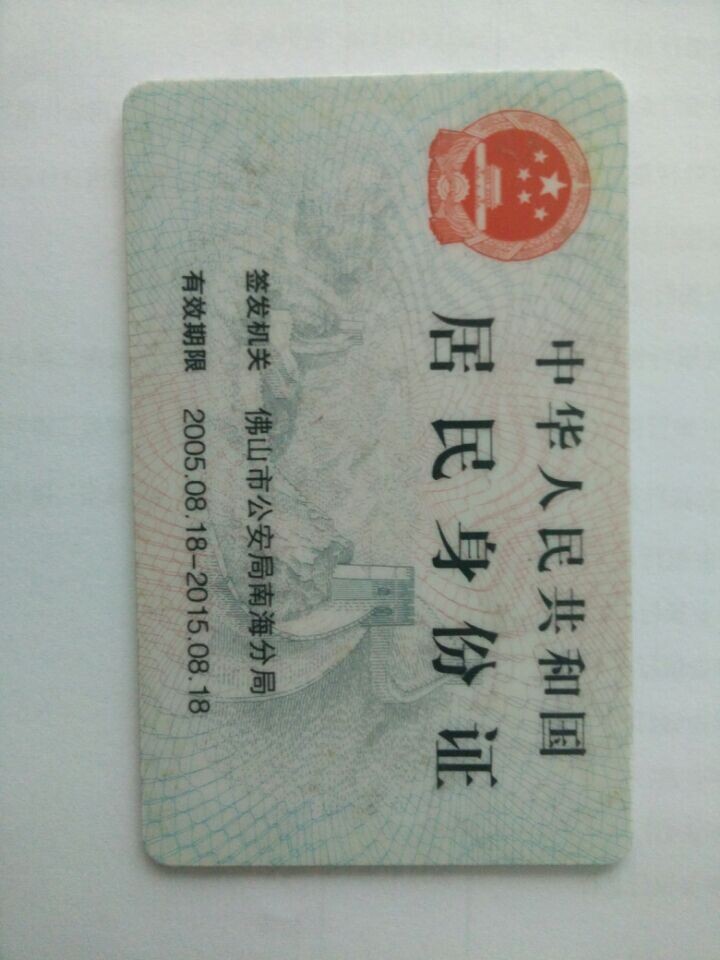 中华人民共和国
居民身份证
签发机关 佛山市公安局南海分局
有效期限 2005.08.18-2015.08.18